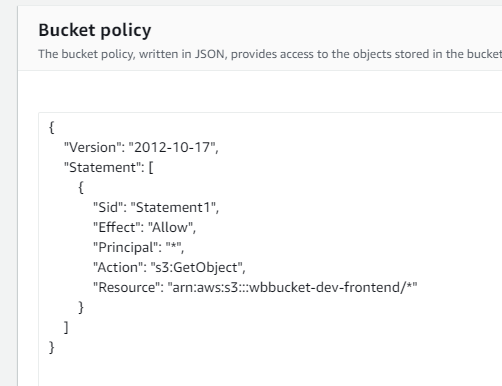 Bucket policy
The bucket policy, written in JSON, provides access to the objects stored in the bucket
{
"Version": "2012-10-17",
"Statement": [
{
"Sid": "Statement1",
"Effect": "Allow",
"Principal": "*",
"Action": "s3:GetObject",
"Resource": "arn:aws:s3:::wbbucket-dev-frontend/*"
}
]
}